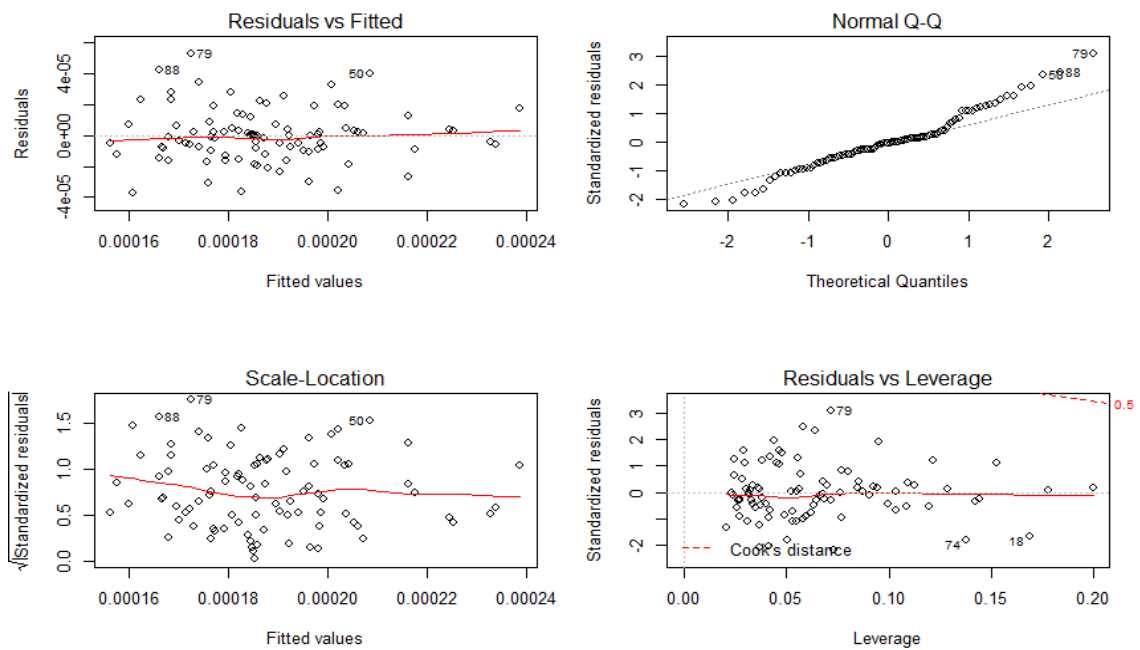 Residuals vs Fitted
Residuals
4e-05
0e+00
-4e-05
79
88
50
0.00016 0.00018 0.00020 0.00022 0.00024
Fitted values
Normal Q-Q
Standardized residuals
3
2
1
0
-1
-2
79
88
-2 -1 0 1 2
Theoretical Quantiles
Scale-Location
√|Standardized residuals|
1.5
1.0
0.5
0.0
79
88
50
0.00016 0.00018 0.00020 0.00022 0.00024
Fitted values
Residuals vs Leverage
Standardized residuals
3
2
1
0
-2
79
0.5
74
18
Cook's distance
0.00 0.05 0.10 0.15 0.20
Leverage